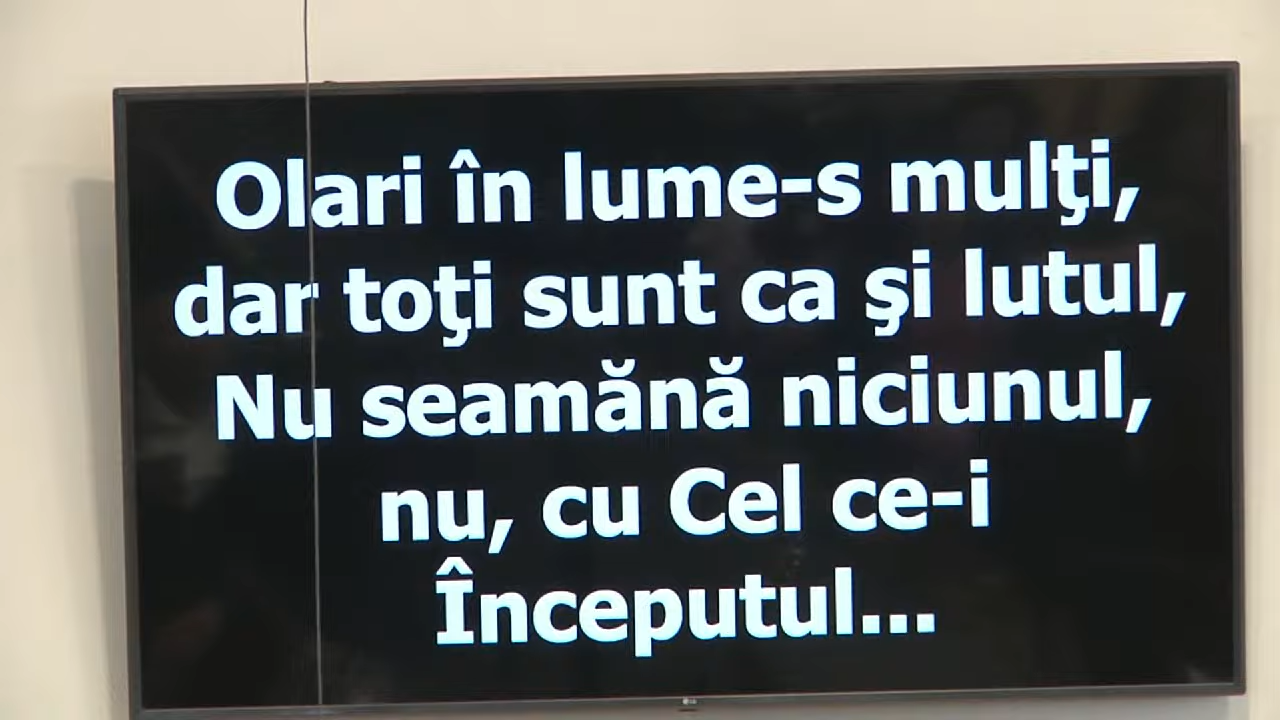 Olari în lume-s mulţi,
dar toţi sunt ca şi lutul,
Nu seamănă niciunul,
nu, cu Cel ce-i
Începutul...